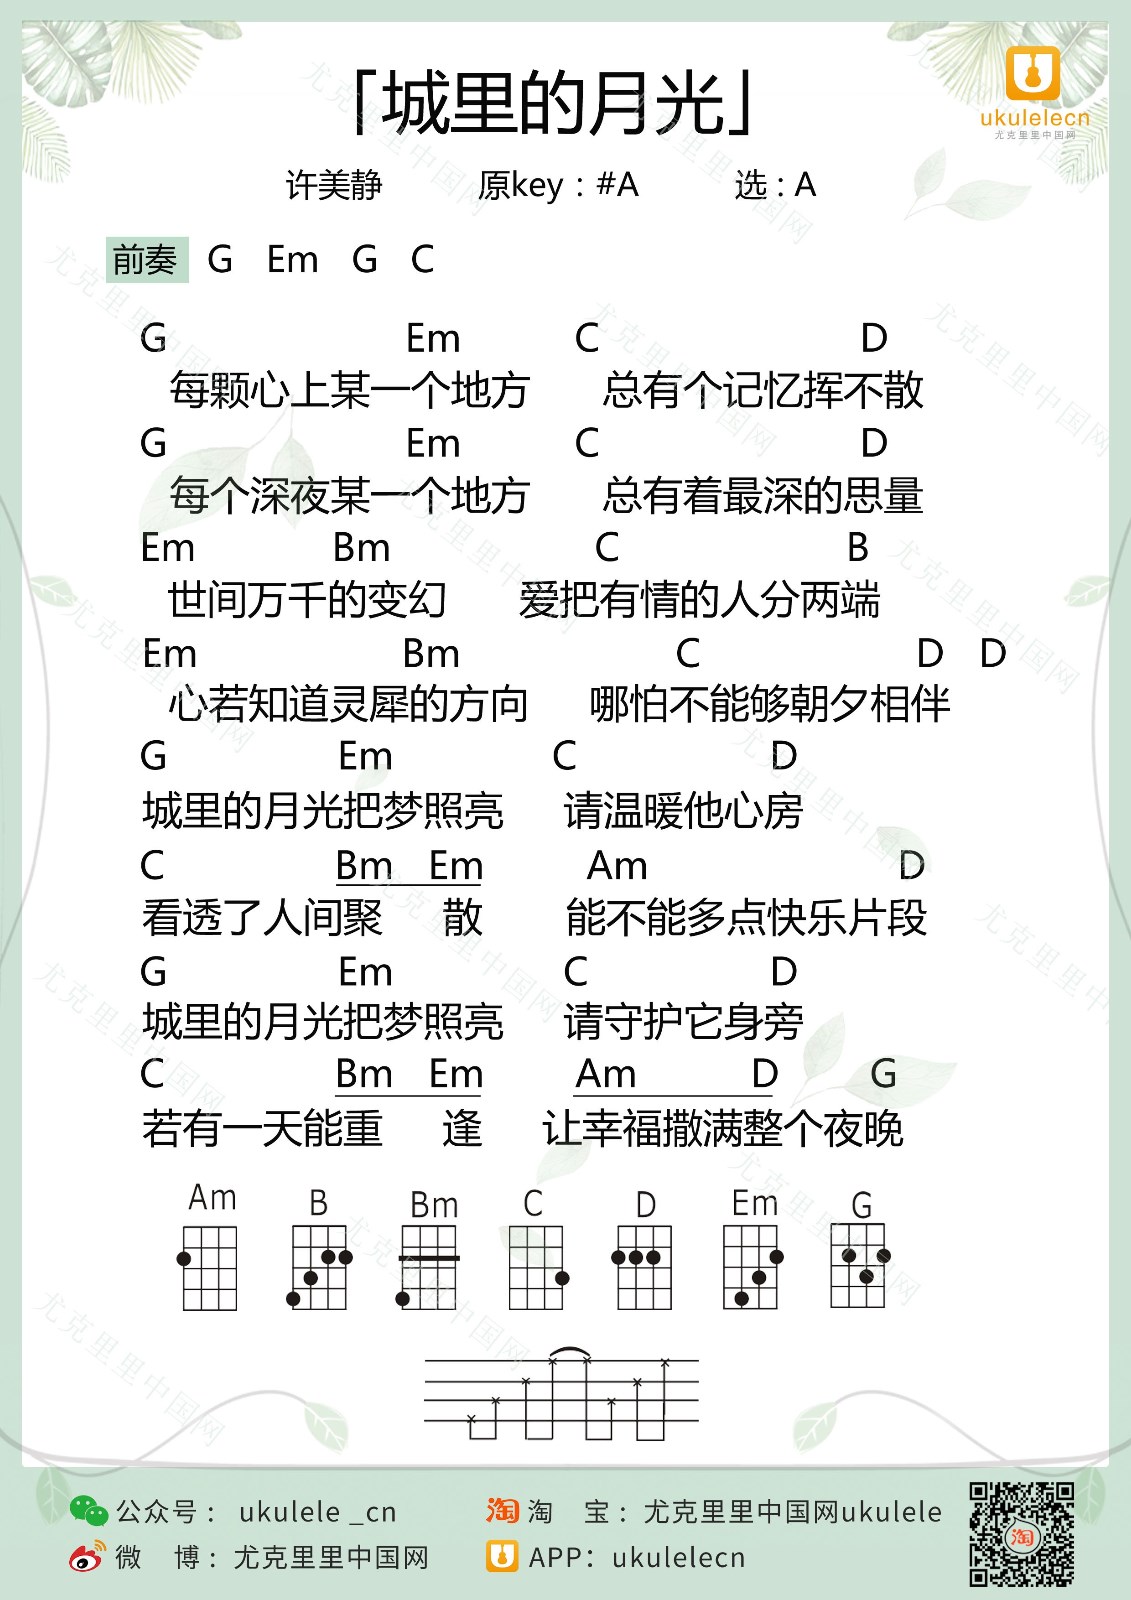 「城里的月光」
ukulelecn
尤克里里中国网
许美静 原key：#A 选：A
前奏 G Em G C
G Em C D
每颗心上某一个地方 总有个记忆挥不散
G Em C D
每个深夜某一个地方 总有着最深的思量
Em Bm C B
世间万千的变幻 爱把有情的人分两端
Em Bm C D D
心若知道灵犀的方向 哪怕不能够朝夕相伴
G Em C D
城里的月光把梦照亮 请温暖他心房
C Bm Em Am D
看透了人间聚 散 能不能多点快乐片段
G Em C D
城里的月光把梦照亮 请守护它身旁
C Bm Em Am D G
若有一天能重 逢 让幸福撒满整个夜晚
Am B Bm C D Em G
公众号： ukulele _cn 淘 淘 宝：尤克里里中国网ukulele
微 博：尤克里里中国网 APP：ukulelecn
淘